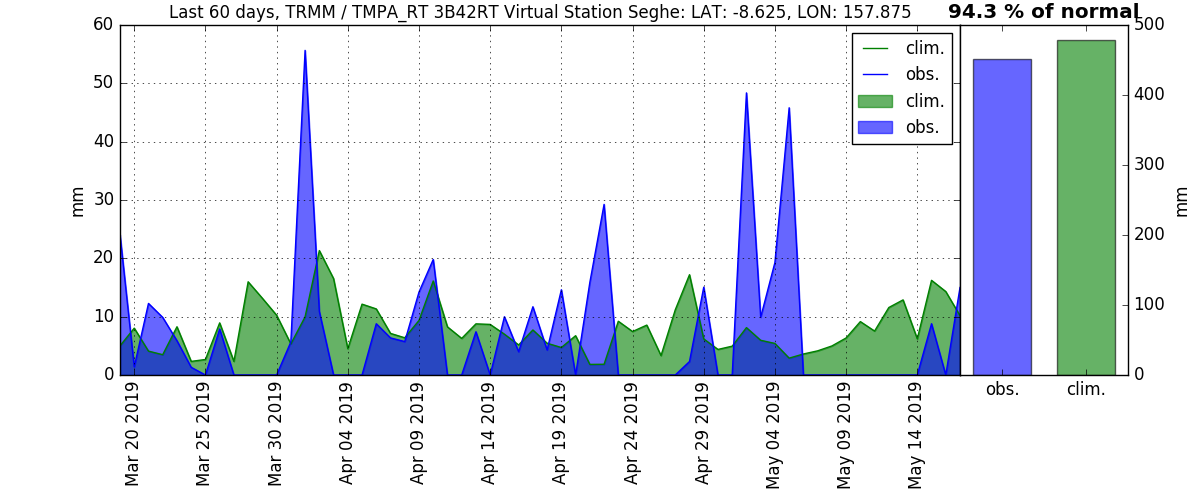 Last 60 days, TRMM / TMPA_RT 3B42RT Virtual Station Seghe: LAT: -8.625, LON: 157.875
94.3 % of normal
60
50
40
30
20
10
0
mm
clim.
obs.
clim.
obs.
Mar 20 2019
Mar 25 2019
Mar 30 2019
Apr 04 2019
Apr 09 2019
Apr 14 2019
Apr 19 2019
Apr 24 2019
Apr 29 2019
May 04 2019
May 09 2019
May 14 2019
obs.
clim.
500
400
300
200
100
0
mm